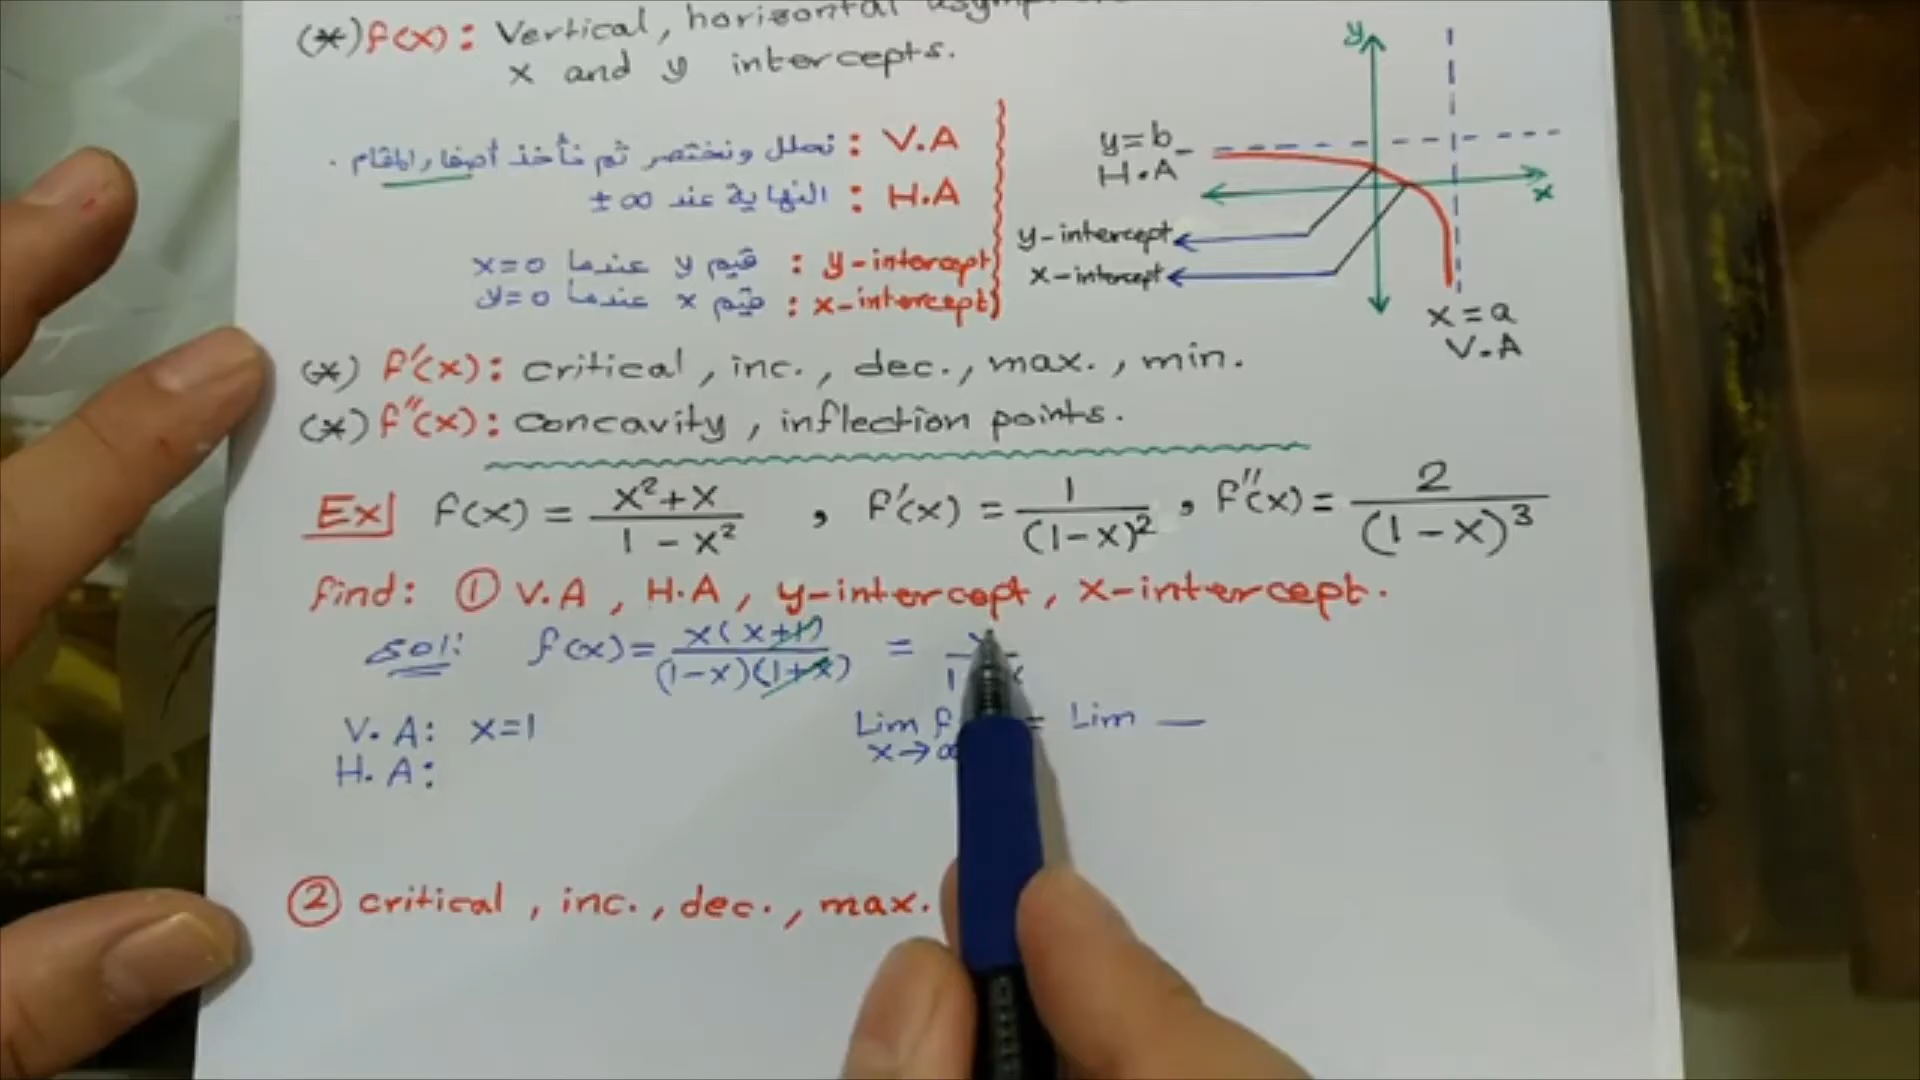 (*) f(x): Vertical, horizontal
x and y intercepts.
V.A : نحلل ونختصر ثم نأخذ أصفار المقام .
H.A : النهاية عند ∞ ±
y-intercept : قيم y عندما x=0
x-intercept : قيم x عندما y=0
y
y=b
H.A
x
y-intercept
x-intercept
x=a
V.A
(*) f'(x): critical, inc., dec., max., min.
(*) f''(x): concavity, inflection points.
Ex] f(x) = (x²+x)/(1-x²) , f'(x) = 1/(1-x)² , f''(x) = 2/(1-x)³
find: ① V.A, H.A, y-intercept, x-intercept.
sol: f(x) = x(x+1)/(1-x)(1+x) =
V.A: x=1 Lim f = Lim —
x→∞
H.A:
② critical, inc., dec., max.